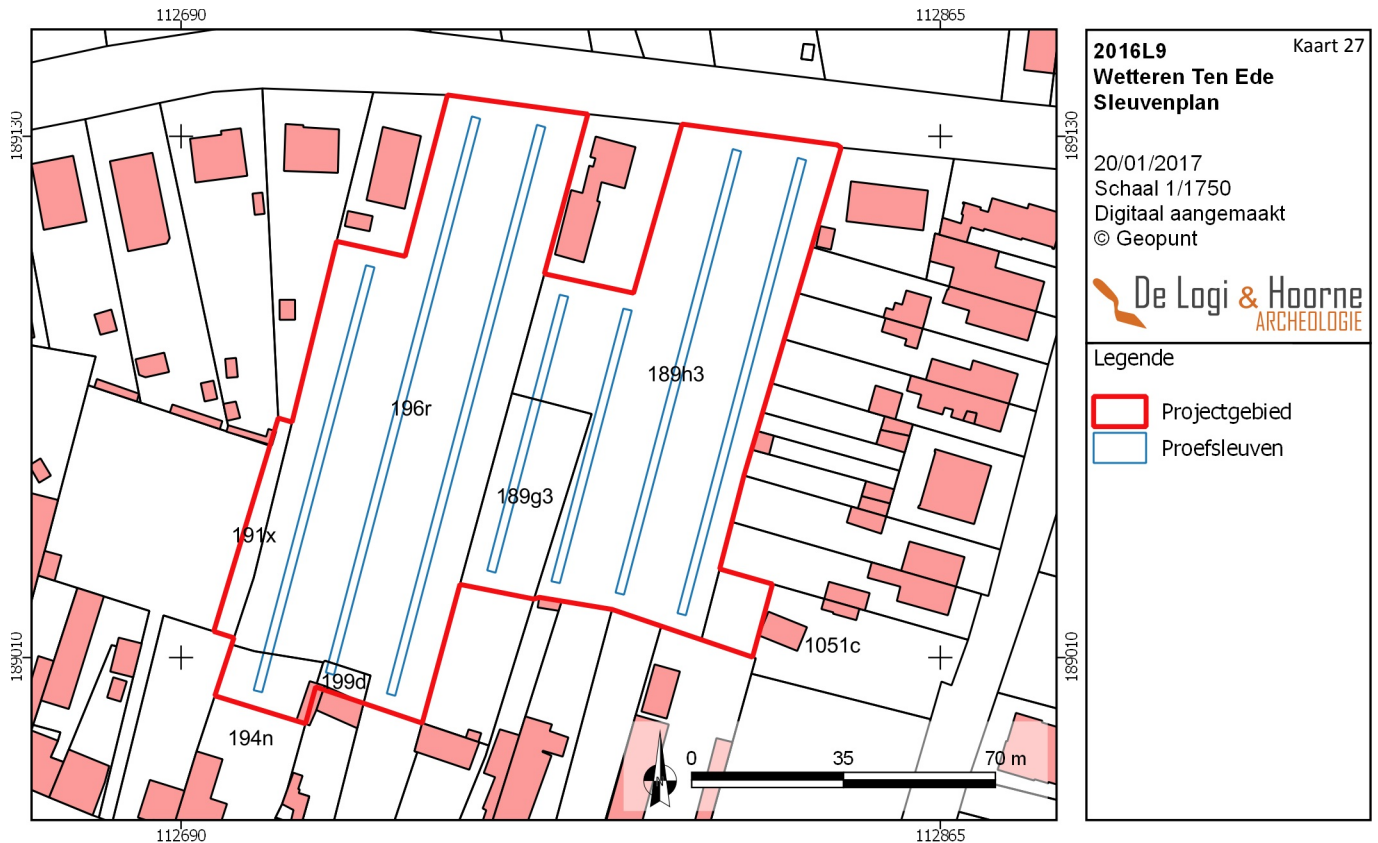 112690
112865
189130
189130
189010
189010
112690
112865
196r
189h3
189g3
191x
199d
194n
1051c
0 35 70 m
Kaart 27
2016L9
Wetteren Ten Ede
Sleuvenplan
20/01/2017
Schaal 1/1750
Digitaal aangemaakt
© Geopunt
De Logi & Hoorne
ARCHEOLOGIE
Legende
Projectgebied
Proefsleuven